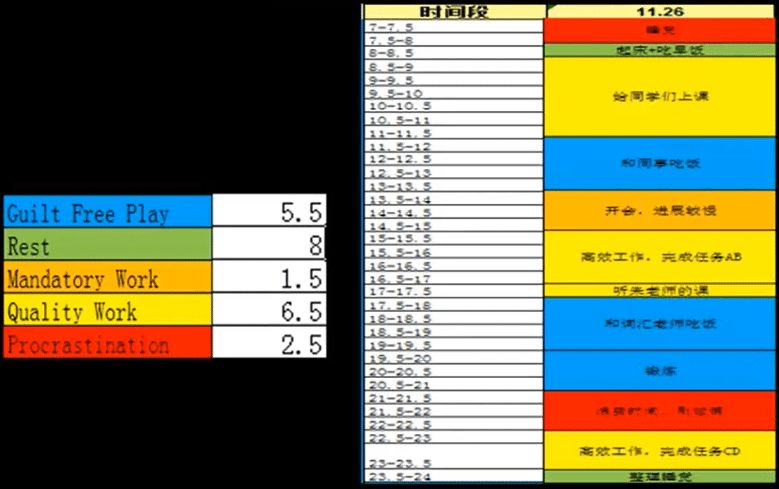 Guilt Free Play 5.5
Rest 8
Mandatory Work 1.5
Quality Work 6.5
Procrastination 2.5
时间段 11.26
7-7.5 睡觉
7.5-8
8-8.5 起床+吃早饭
8.5-9
9-9.5
9.5-10 给同学们上课
10-10.5
10.5-11
11-11.5
11.5-12
12-12.5 和同事吃饭
12.5-13
13-13.5
13.5-14
14-14.5 开会，进展较慢
14.5-15
15-15.5
15.5-16 高效工作，完成任务AB
16-16.5
16.5-17
17-17.5 听朱老师的课
17.5-18
18-18.5 和词汇老师吃饭
18.5-19
19-19.5
19.5-20
20-20.5 锻炼
20.5-21
21-21.5
21.5-22 浪费时间，刷微博
22-22.5
22.5-23 高效工作，完成任务CD
23-23.5
23.5-24 整理睡觉